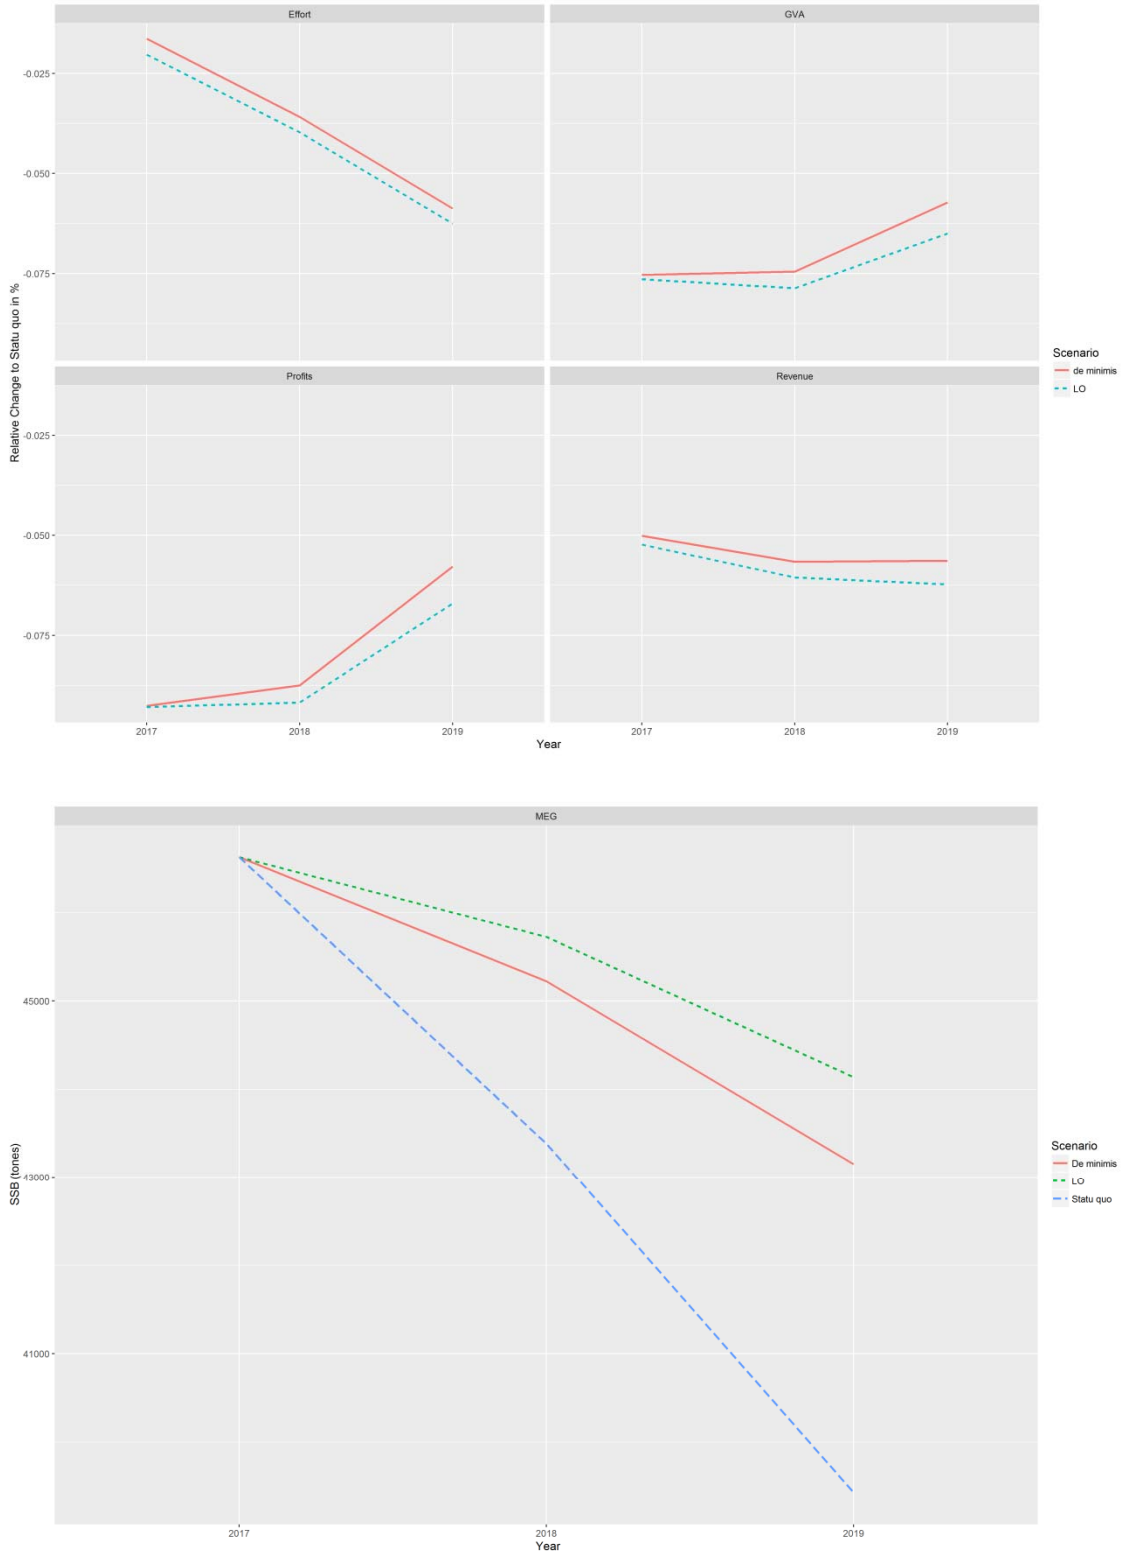 Effort
GVA
-0.025
-0.050
-0.075
Profits
Revenue
-0.025
-0.050
-0.075
Relative Change to Statu quo in %
2017
2018
2019
2017
2018
2019
Year
Scenario
de minimis
LO
MEG
45000
43000
41000
SSB (tones)
2017
2018
2019
Year
Scenario
De minimis
LO
Statu quo